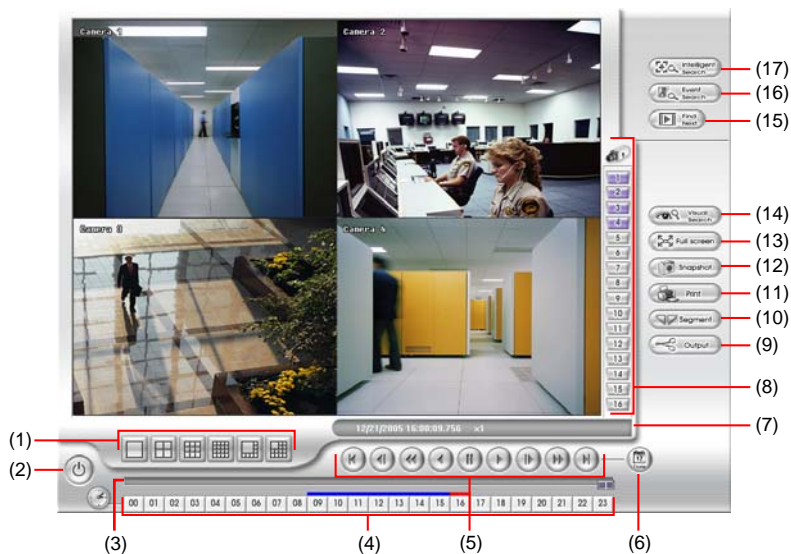 Camera 1
Camera 2
Camera 3
Camera 4
Intelligent
Search
(17)
Event
Search
(16)
Find
Next
(15)
1
2
3
4
5
6
7
8
9
10
11
12
13
14
15
16
Visual
Search
(14)
Full screen
(13)
Snapshot
(12)
Print
(11)
Segment
(10)
Output
(9)
(8)
12/21/2005 16:00:09.756 x1
(7)
(1)
(2)
00 01 02 03 04 05 06 07 08 09 10 11 12 13 14 15 16 17 18 19 20 21 22 23
(3) (4) (5) (6)